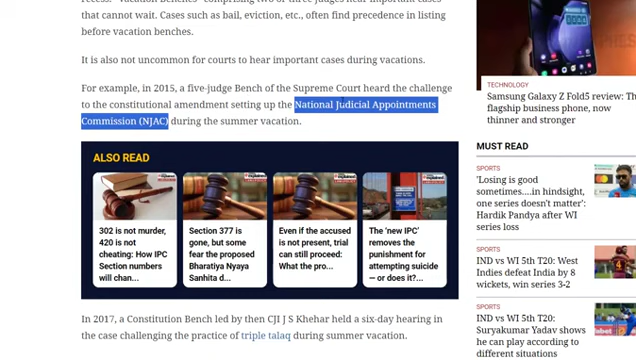 recess. "Vacation Benches" comprising two or three judges hear important cases
that cannot wait. Cases such as bail, eviction, etc., often find precedence in listing
before vacation benches.
It is also not uncommon for courts to hear important cases during vacations.
For example, in 2015, a five-judge Bench of the Supreme Court heard the challenge
to the constitutional amendment setting up the National Judicial Appointments
Commission (NJAC) during the summer vacation.
ALSO READ
302 is not murder,
420 is not
cheating: How IPC
Section numbers
will chan...
Section 377 is
gone, but some
fear the proposed
Bharatiya Nyaya
Sanhita d...
Even if the accused
is not present, trial
can still proceed:
What the pro...
The 'new IPC'
removes the
punishment for
attempting suicide
— or does it?...
In 2017, a Constitution Bench led by then CJI J S Khehar held a six-day hearing in
the case challenging the practice of triple talaq during summer vacation.
TECHNOLOGY
Samsung Galaxy Z Fold5 review: Th
flagship business phone, now
thinner and stronger
MUST READ
SPORTS
'Losing is good
sometimes....in hindsight,
one series doesn't matter':
Hardik Pandya after WI
series loss
SPORTS
IND vs WI 5th T20: West
Indies defeat India by 8
wickets, win series 3-2
SPORTS
IND vs WI 5th T20:
Suryakumar Yadav shows
he can play according to
different situations